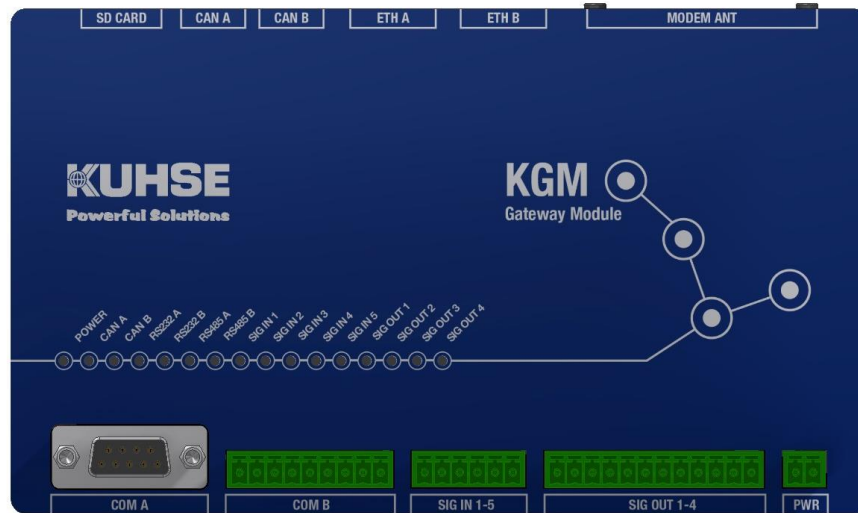 SD CARD CAN A CAN B ETH A ETH B MODEM ANT
KUHSE
Powerful Solutions
KGM
Gateway Module
POWER
CAN A
CAN B
RS232 A
RS232 B
RS485 A
RS485 B
SIG IN 1
SIG IN 2
SIG IN 3
SIG IN 4
SIG IN 5
SIG OUT 1
SIG OUT 2
SIG OUT 3
SIG OUT 4
COM A COM B SIG IN 1-5 SIG OUT 1-4 PWR